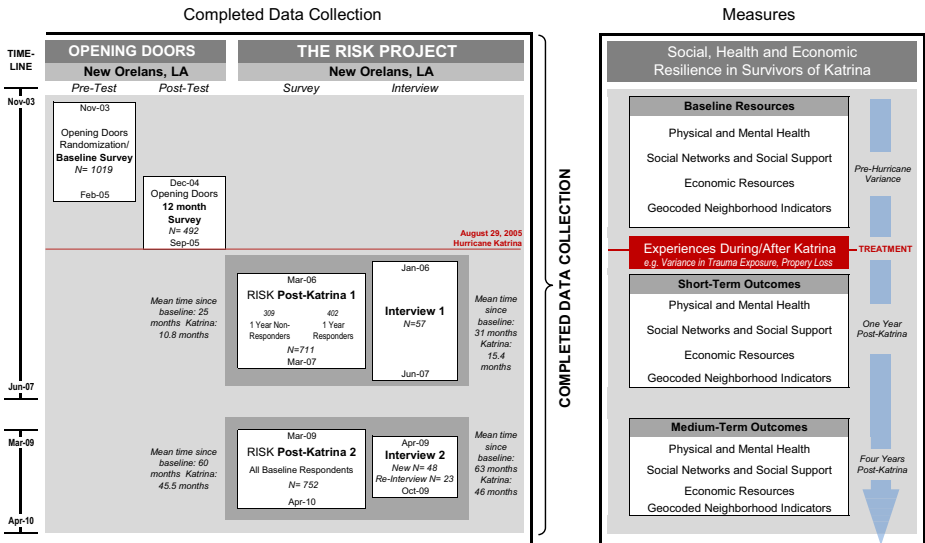 Completed Data Collection
TIME-
LINE
OPENING DOORS
New Orelans, LA
Pre-Test
Post-Test
THE RISK PROJECT
New Orelans, LA
Survey
Interview
Nov-03
Nov-03
Opening Doors
Randomization/
Baseline Survey
N= 1019
Feb-05
Dec-04
Opening Doors
12 month
Survey
N= 492
Sep-05
August 29, 2005
Hurricane Katrina
Mean time since
baseline: 25
months Katrina:
10.8 months
Mar-06
RISK Post-Katrina 1
309
1 Year Non-
Responders
402
1 Year
Responders
N=711
Mar-07
Jan-06
Interview 1
N=57
Jun-07
Mean time
since
baseline:
31 months
Katrina:
15.4
months
Jun-07
Mar-09
Mean time since
baseline: 60
months Katrina:
45.5 months
Mar-09
RISK Post-Katrina 2
All Baseline Respondents
N= 752
Apr-10
Apr-09
Interview 2
New N= 48
Re-Interview N= 23
Oct-09
Mean time
since
baseline:
63 months
Katrina:
46 months
Apr-10
COMPLETED DATA COLLECTION
Measures
Social, Health and Economic
Resilience in Survivors of Katrina
Baseline Resources
Physical and Mental Health
Social Networks and Social Support
Economic Resources
Geocoded Neighborhood Indicators
Pre-Hurricane
Variance
Experiences During/After Katrina
e.g. Variance in Trauma Exposure, Propery Loss
TREATMENT
Short-Term Outcomes
Physical and Mental Health
Social Networks and Social Support
Economic Resources
Geocoded Neighborhood Indicators
One Year
Post-Katrina
Medium-Term Outcomes
Physical and Mental Health
Social Networks and Social Support
Economic Resources
Geocoded Neighborhood Indicators
Four Years
Post-Katrina